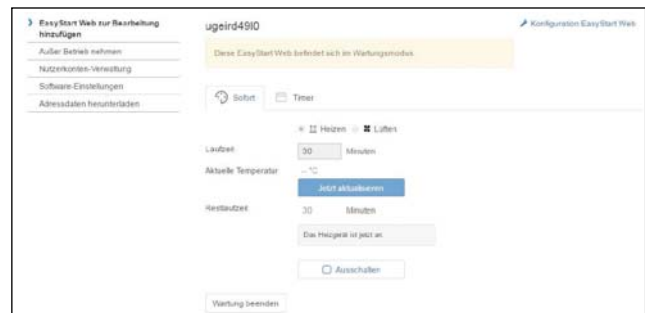 EasyStart Web zur Bearbeitung
hinzufügen
Außer Betrieb nehmen
Nutzerkonten-Verwaltung
Software-Einstellungen
Adressdaten herunterladen
ugeird49I0
Konfiguration EasyStart Web
Diese EasyStart Web befindet sich im Wartungsmodus
Sofort Timer
Heizen Lüften
Laufzeit 30 Minuten
Aktuelle Temperatur -- °C
Jetzt aktualisieren
Restlaufzeit 30 Minuten
Das Heizgerät ist jetzt an
Ausschalten
Wartung beenden